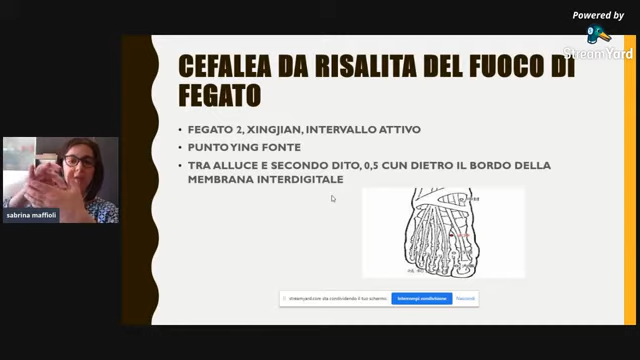 Powered by
StreamYard
CEFALEA DA RISALITA DEL FUOCO DI
FEGATO
• FEGATO 2, XINGJIAN, INTERVALLO ATTIVO
• PUNTO YING FONTE
• TRA ALLUCE E SECONDO DITO, 0,5 CUN DIETRO IL BORDO DELLA
MEMBRANA INTERDIGITALE
sabrina maffioli
streamyard.com sta condividendo il tuo schermo. Interrompi condivisione Nascondi